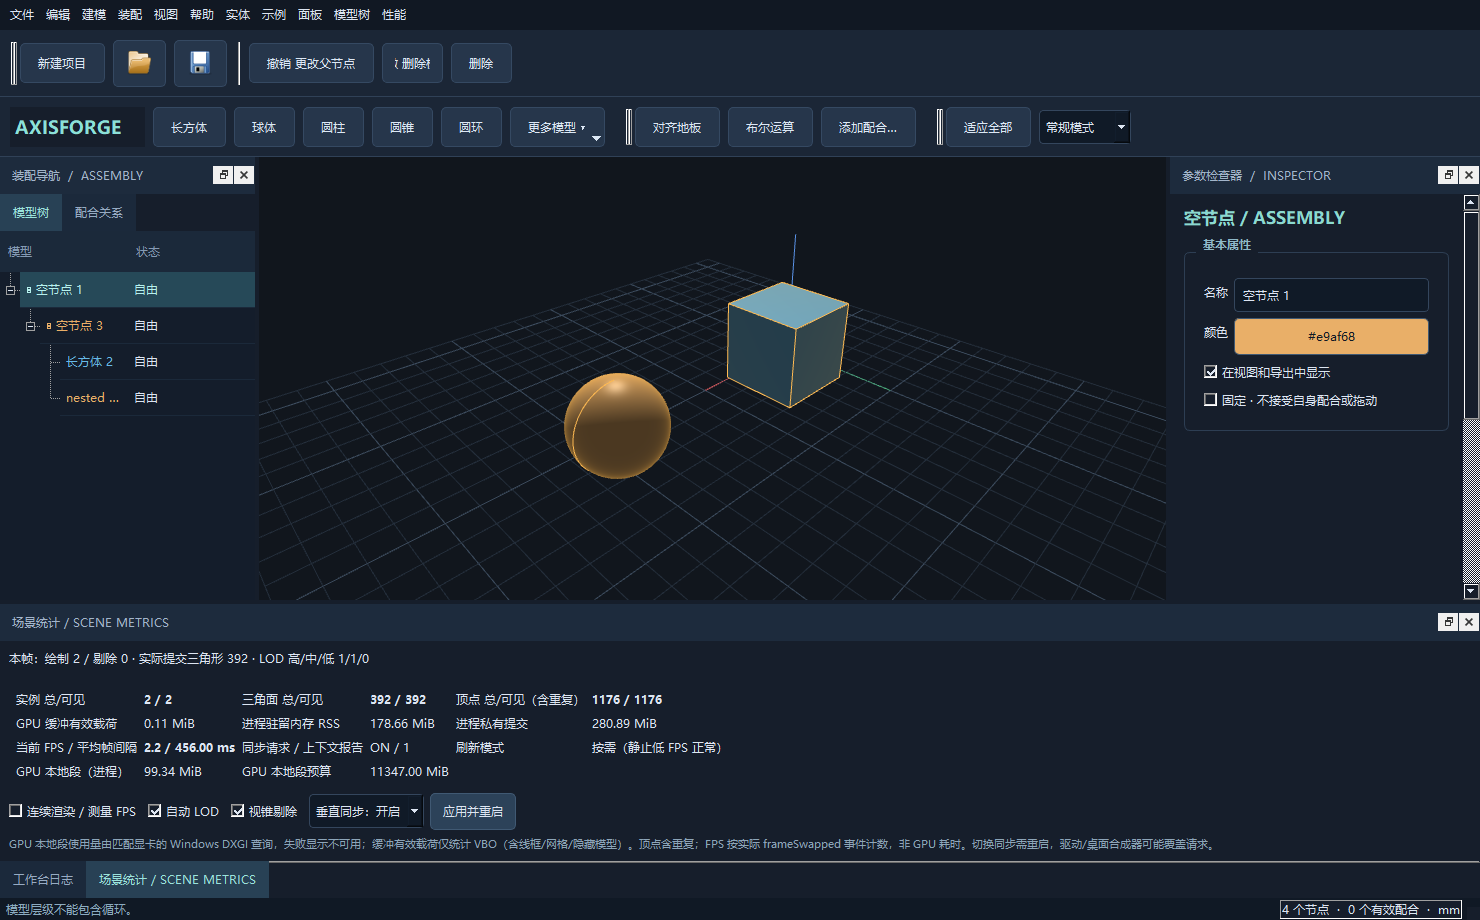 文件 编辑 建模 装配 视图 帮助 实体 示例 面板 模型树 性能
新建项目 撤销 更改父节点 删除 删除
AXISFORGE 长方体 球体 圆柱 圆锥 圆环 更多模型 对齐地板 布尔运算 添加配合... 适应全部 常规模式
装配导航 / ASSEMBLY
模型树 配合关系
模型 状态
空节点 1 自由
空节点 3 自由
长方体 2 自由
nested ... 自由
参数检查器 / INSPECTOR
空节点 / ASSEMBLY
基本属性
名称 空节点 1
颜色 #e9af68
在视图和导出中显示
固定 · 不接受自身配合或拖动
场景统计 / SCENE METRICS
本帧：绘制 2 / 剔除 0 · 实际提交三角形 392 · LOD 高/中/低 1/1/0
实例 总/可见 2 / 2 三角面 总/可见 392 / 392 顶点 总/可见（含重复） 1176 / 1176
GPU 缓冲有效载荷 0.11 MiB 进程驻留内存 RSS 178.66 MiB 进程私有提交 280.89 MiB
当前 FPS / 平均帧间隔 2.2 / 456.00 ms 同步请求 / 上下文报告 ON / 1 刷新模式 按需（静止低 FPS 正常）
GPU 本地段（进程） 99.34 MiB GPU 本地段预算 11347.00 MiB
连续渲染 / 测量 FPS 自动 LOD 视锥剔除 垂直同步：开启 应用并重启
GPU 本地段使用量由匹配显卡的 Windows DXGI 查询，失败显示不可用；缓冲有效载荷仅统计 VBO（含线框/网格/隐藏模型）。顶点含重复；FPS 按实际 frameSwapped 事件计数，非 GPU 耗时。切换同步需重启，驱动/桌面合成器可能覆盖请求。
工作台日志 场景统计 / SCENE METRICS
模型层级不能包含循环。 4 个节点 · 0 个有效配合 · mm